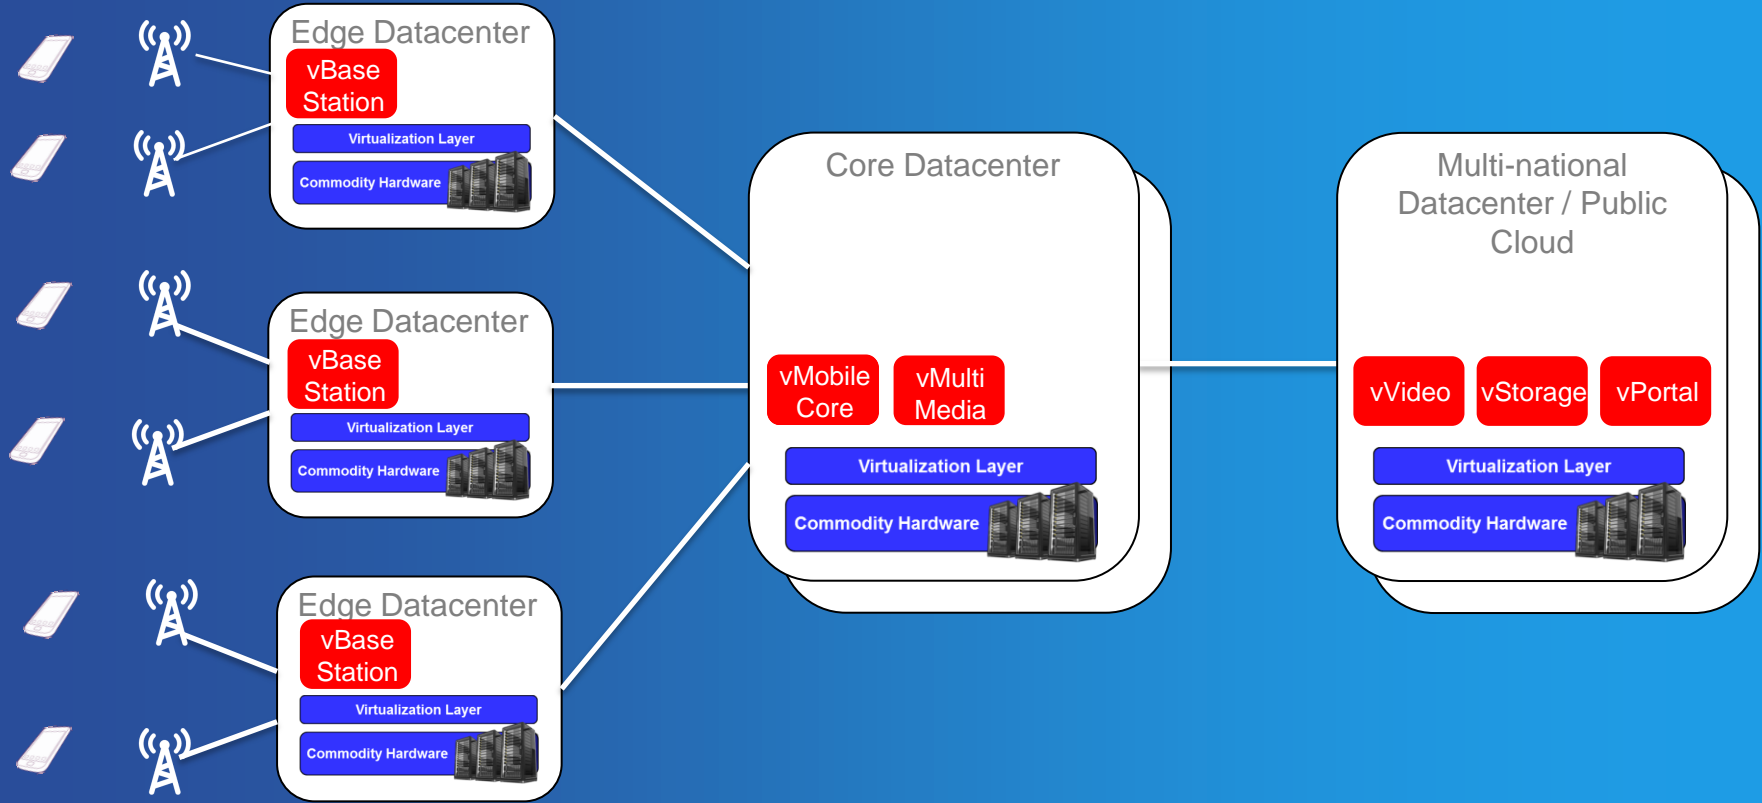 Edge Datacenter
vBase
Station
Virtualization Layer
Commodity Hardware
Edge Datacenter
vBase
Station
Virtualization Layer
Commodity Hardware
Edge Datacenter
vBase
Station
Virtualization Layer
Commodity Hardware
Core Datacenter
vMobile
Core
vMulti
Media
Virtualization Layer
Commodity Hardware
Multi-national
Datacenter / Public
Cloud
vVideo
vStorage
vPortal
Virtualization Layer
Commodity Hardware